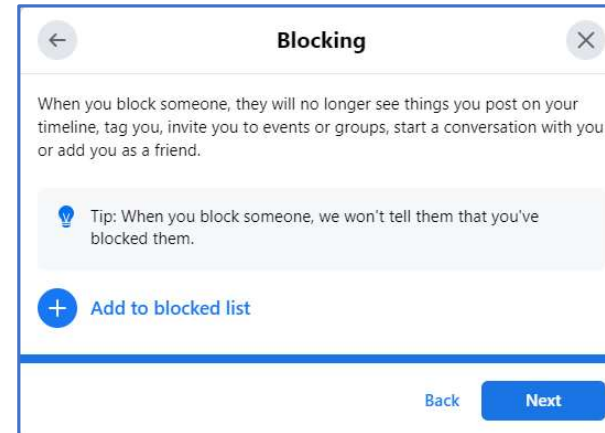 Blocking
When you block someone, they will no longer see things you post on your
timeline, tag you, invite you to events or groups, start a conversation with you
or add you as a friend.
Tip: When you block someone, we won't tell them that you've
blocked them.
Add to blocked list
Back Next